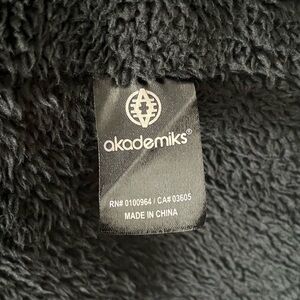 akademiks®
RN# 0100964 / CA# 03605
MADE IN CHINA